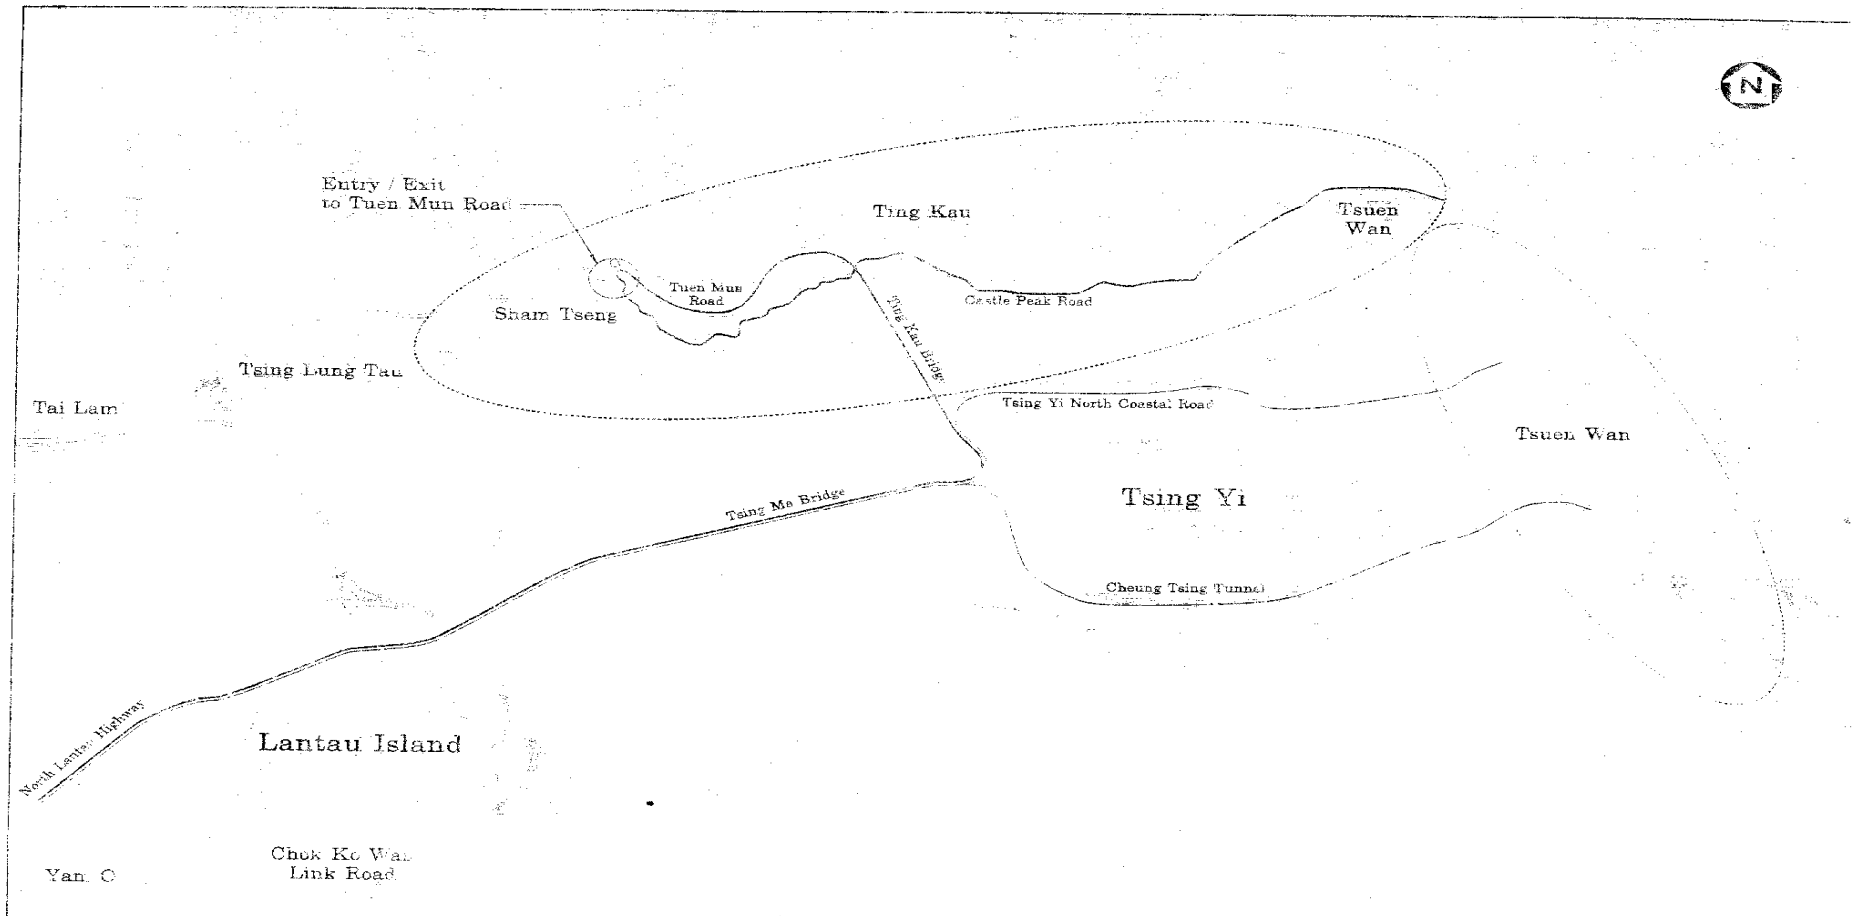 N
Entry / Exit
to Tuen Mun Road
Ting Kau
Tsuen
Wan
Tuen Mun
Road
Castle Peak Road
Sham Tseng
Ting Kau Bridge
Tsing Lung Tau
Tai Lam
Tsing Yi North Coastal Road
Tsuen Wan
Tsing Yi
Tsing Ma Bridge
Cheung Tsing Tunnel
North Lantau Highway
Lantau Island
Chok Ko Wan
Link Road
Yam O